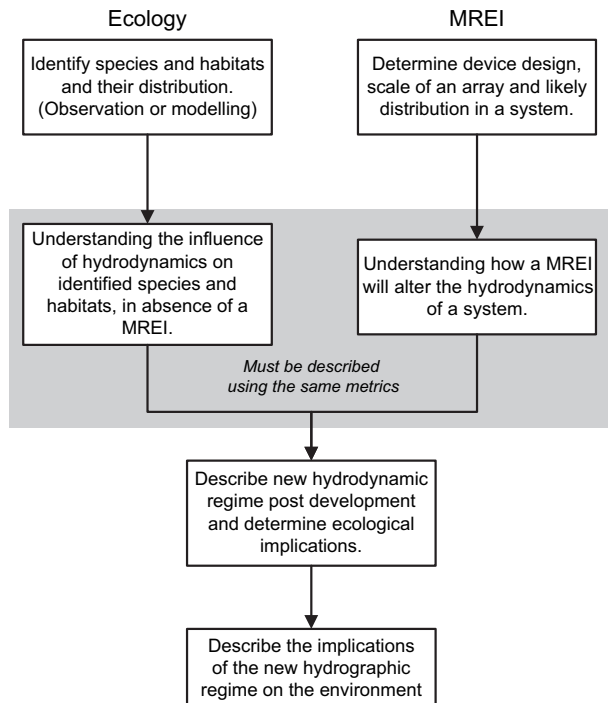 Ecology
MREI
Identify species and habitats
and their distribution.
(Observation or modelling)
Determine device design,
scale of an array and likely
distribution in a system.
Understanding the influence
of hydrodynamics on
identified species and
habitats, in absence of a
MREI.
Understanding how a MREI
will alter the hydrodynamics
of a system.
Must be described
using the same metrics
Describe new hydrodynamic
regime post development
and determine ecological
implications.
Describe the implications
of the new hydrographic
regime on the environment